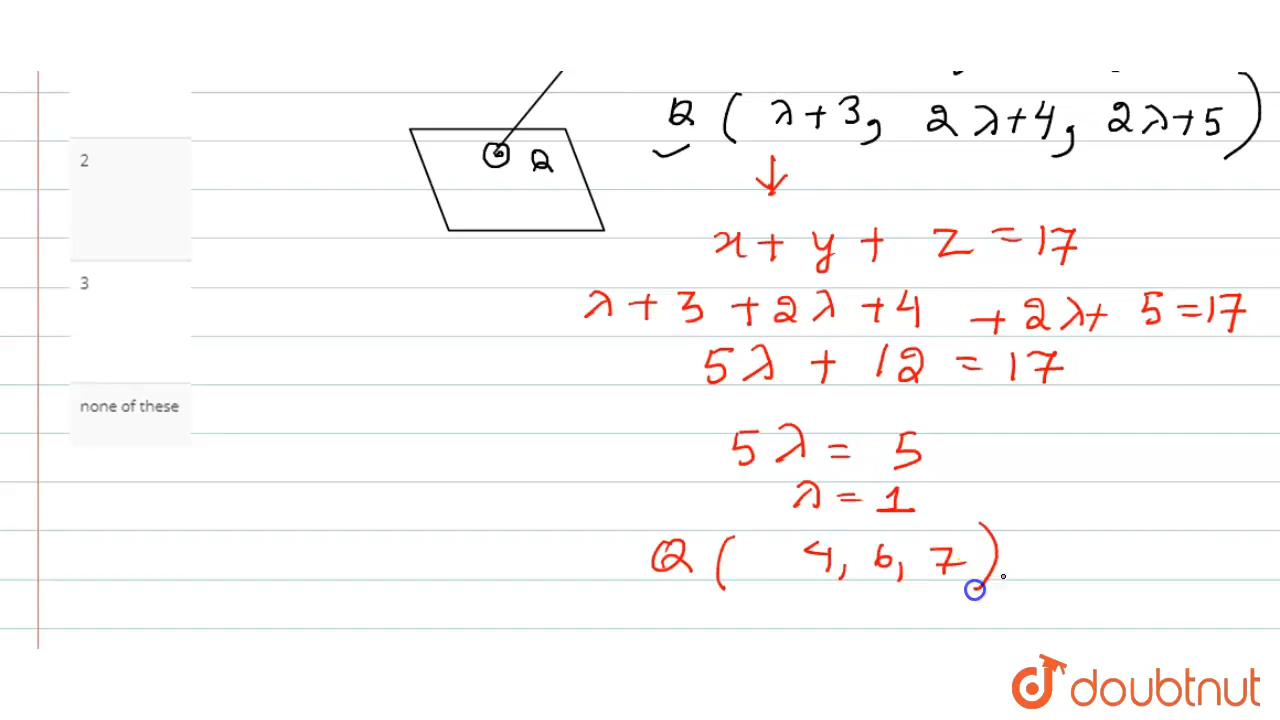 Q ( λ+3, 2λ+4, 2λ+5 )
2
Q
x + y + z = 17
3
λ + 3 + 2λ + 4 + 2λ + 5 = 17
5λ + 12 = 17
none of these
5λ = 5
λ = 1
Q ( 4, 6, 7 ).
doubtnut